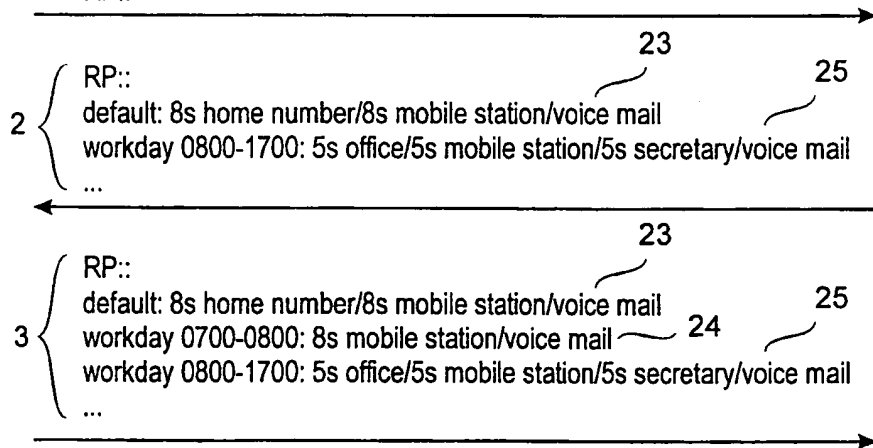 23
RP::
25
default: 8s home number/8s mobile station/voice mail
2
workday 0800-1700: 5s office/5s mobile station/5s secretary/voice mail
...
23
RP::
25
default: 8s home number/8s mobile station/voice mail
3
workday 0700-0800: 8s mobile station/voice mail
24
workday 0800-1700: 5s office/5s mobile station/5s secretary/voice mail
...